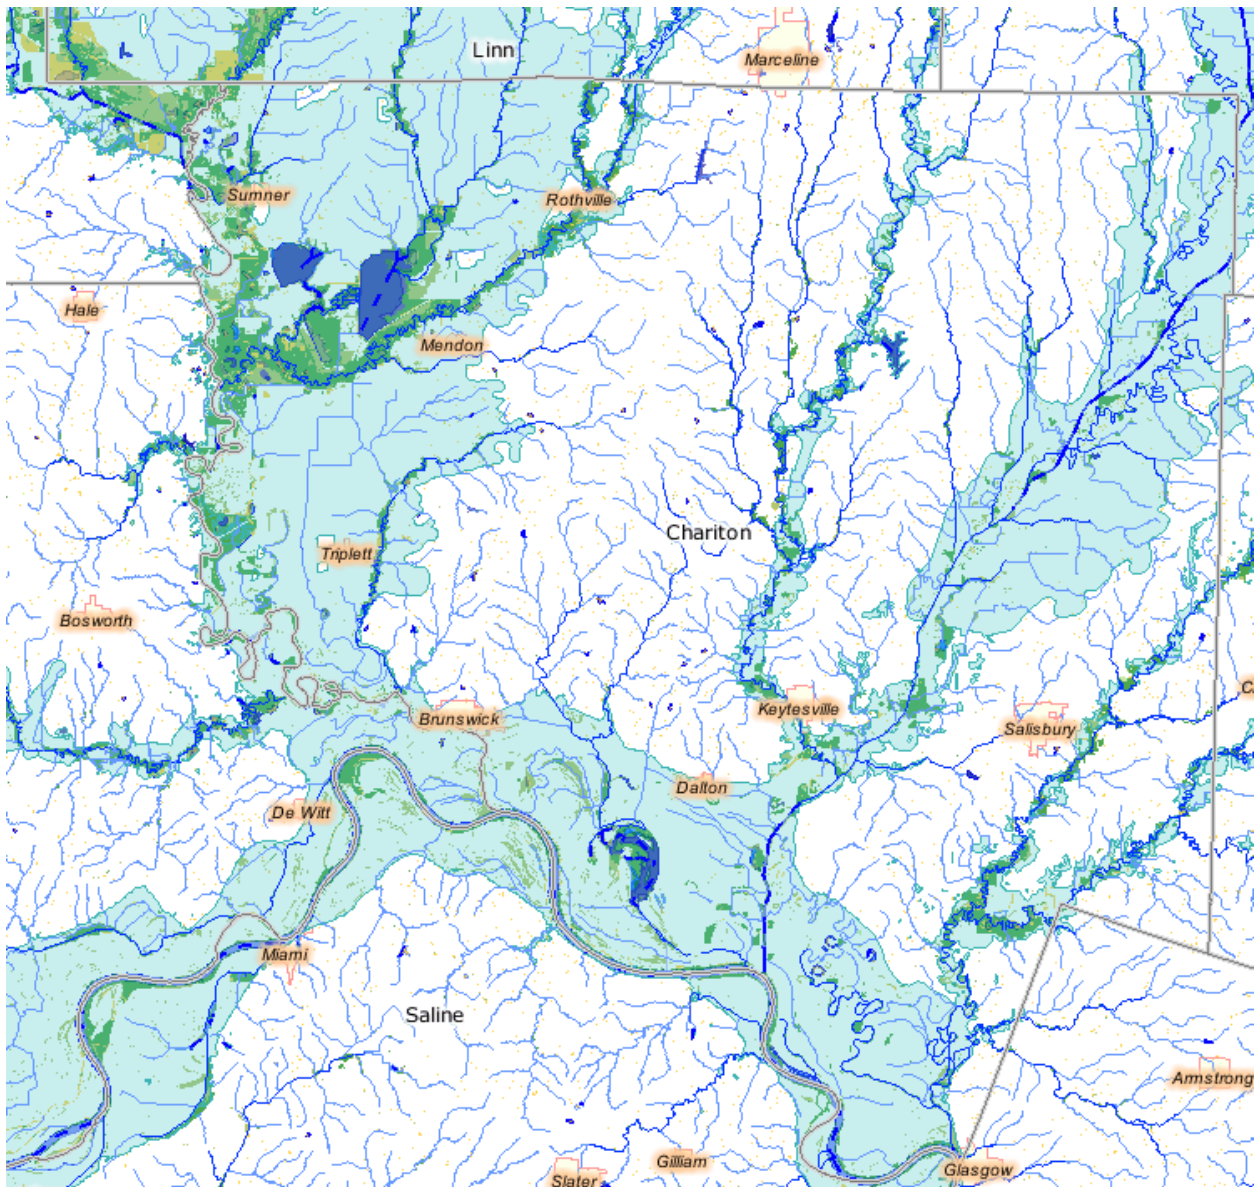 Linn
Marceline
Sumner
Rothville
Hale
Mendon
Chariton
Triplett
Bosworth
Brunswick
Keytesville
Salisbury
Dalton
De Witt
Miami
Saline
Armstrong
Gilliam
Glasgow
Slater